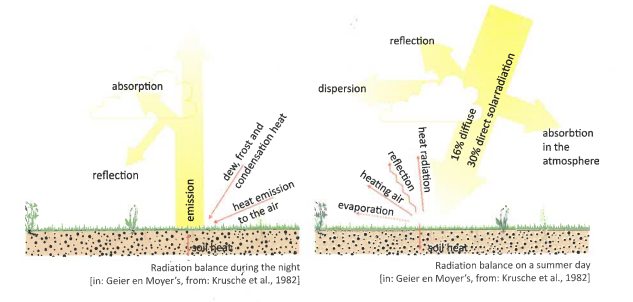 absorption
reflection
emission
dew, frost and
condensation heat
heat emission
to the air
soil heat
Radiation balance during the night
[in: Geier en Moyer's, from: Krusche et al., 1982]
reflection
dispersion
16% diffuse
30% direct solarradiation
absorbtion
in the
atmosphere
heat radiation
reflection
heating air
evaporation
soil heat
Radiation balance on a summer day
[in: Geier en Moyer's, from: Krusche et al., 1982]